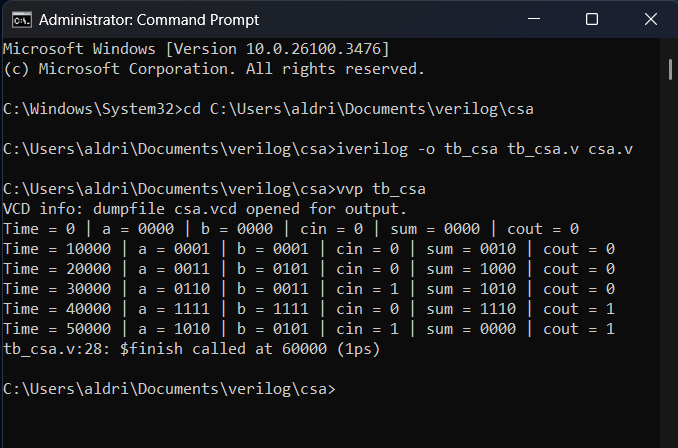 Administrator: Command Prompt
Microsoft Windows [Version 10.0.26100.3476]
(c) Microsoft Corporation. All rights reserved.
C:\Windows\System32>cd C:\Users\aldri\Documents\verilog\csa
C:\Users\aldri\Documents\verilog\csa>iverilog -o tb_csa tb_csa.v csa.v
C:\Users\aldri\Documents\verilog\csa>vvp tb_csa
VCD info: dumpfile csa.vcd opened for output.
Time = 0 | a = 0000 | b = 0000 | cin = 0 | sum = 0000 | cout = 0
Time = 10000 | a = 0001 | b = 0001 | cin = 0 | sum = 0010 | cout = 0
Time = 20000 | a = 0011 | b = 0101 | cin = 0 | sum = 1000 | cout = 0
Time = 30000 | a = 0110 | b = 0011 | cin = 1 | sum = 1010 | cout = 0
Time = 40000 | a = 1111 | b = 1111 | cin = 0 | sum = 1110 | cout = 1
Time = 50000 | a = 1010 | b = 0101 | cin = 1 | sum = 0000 | cout = 1
tb_csa.v:28: $finish called at 60000 (1ps)
C:\Users\aldri\Documents\verilog\csa>